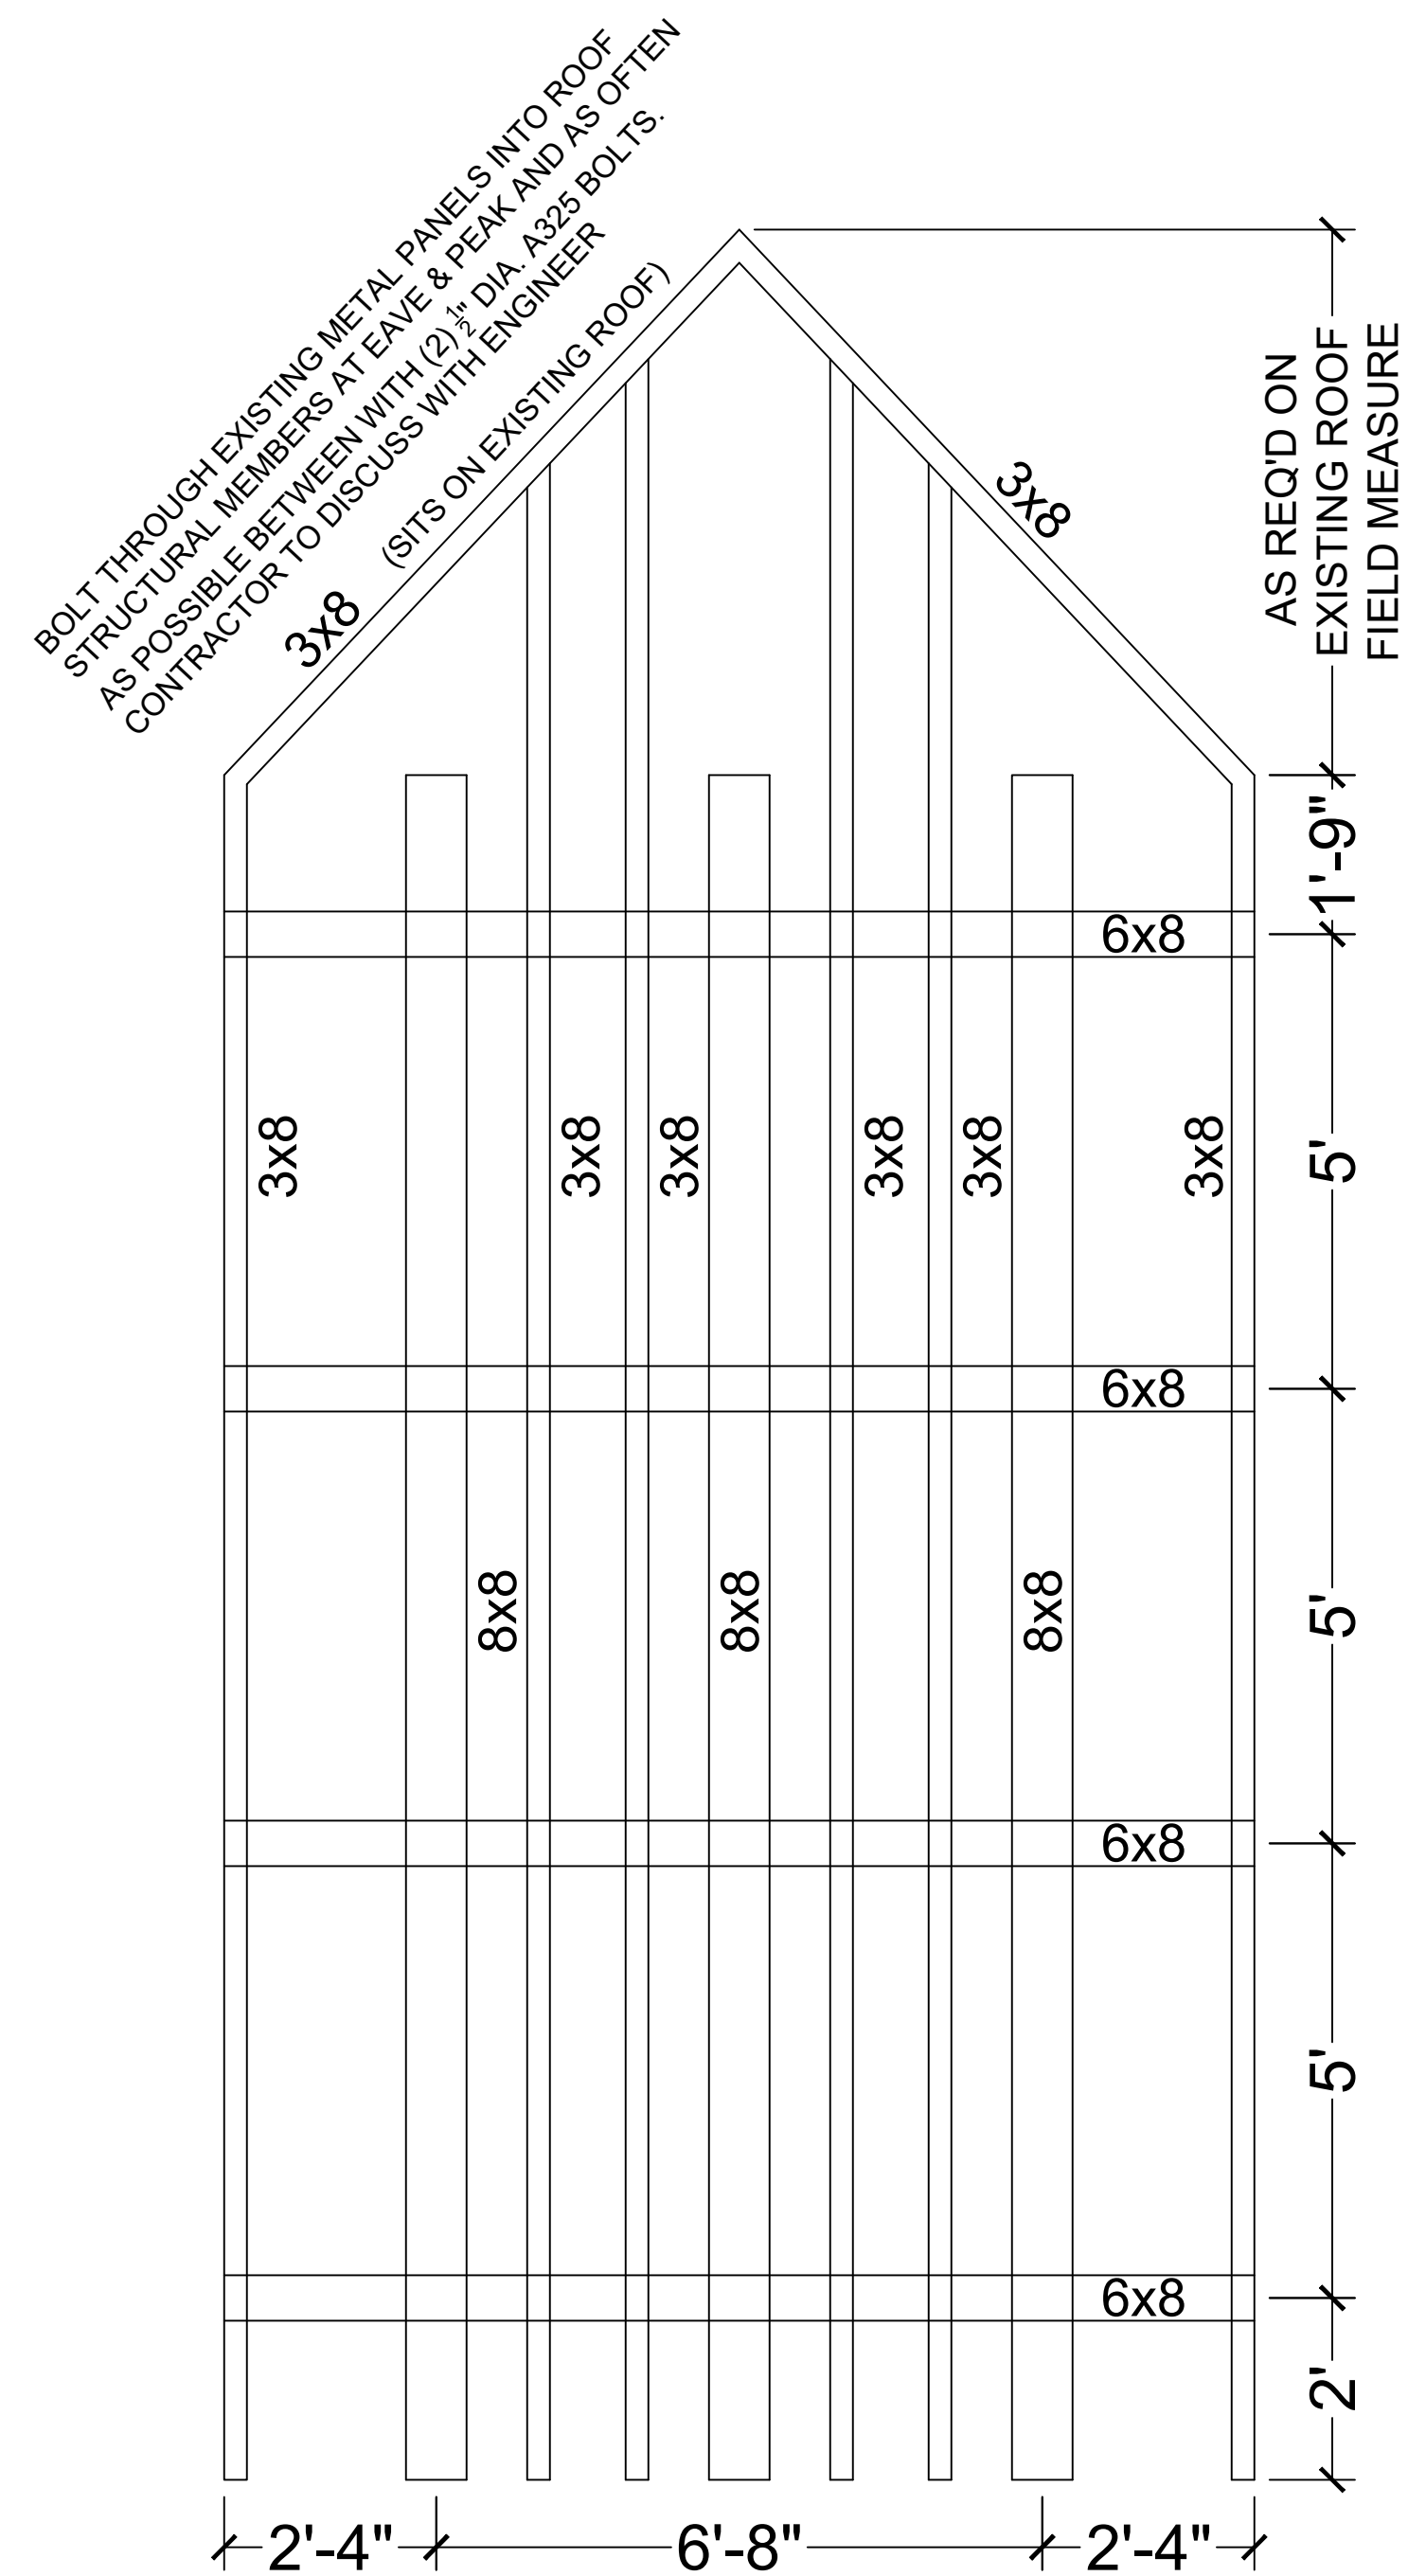 BOLT THROUGH EXISTING METAL PANELS INTO ROOF
STRUCTURAL MEMBERS AT EAVE & PEAK AND AS OFTEN
AS POSSIBLE BETWEEN WITH (2) 1/2" DIA. A325 BOLTS.
CONTRACTOR TO DISCUSS WITH ENGINEER
(SITS ON EXISTING ROOF)
3x8
3x8
AS REQ'D ON
EXISTING ROOF
FIELD MEASURE
1'-9"
6x8
3x8
3x8
3x8
3x8
3x8
3x8
5'
6x8
8x8
8x8
8x8
5'
6x8
5'
6x8
2'
2'-4"
6'-8"
2'-4"